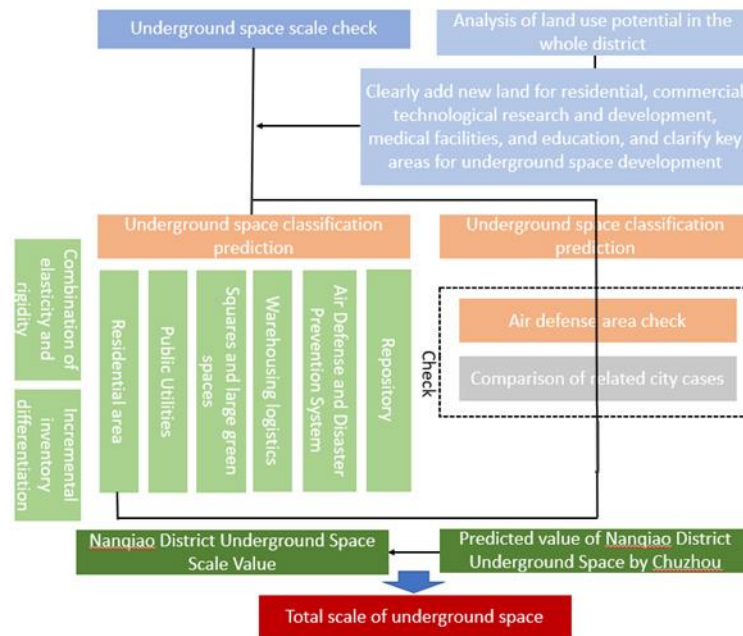 Underground space scale check
Analysis of land use potential in the
whole district
Clearly add new land for residential, commercial,
technological research and development,
medical facilities, and education, and clarify key
areas for underground space development
Underground space classification
prediction
Underground space classification
prediction
Combination of
elasticity and
rigidity
Incremental
inventory
differentiation
Residential area
Public Utilities
Squares and large green
spaces
Warehousing logistics
Air Defense and Disaster
Prevention System
Repository
Check
Air defense area check
Comparison of related city cases
Nanqiao District Underground Space
Scale Value
Predicted value of Nanqiao District
Underground Space by Chuzhou
Total scale of underground space